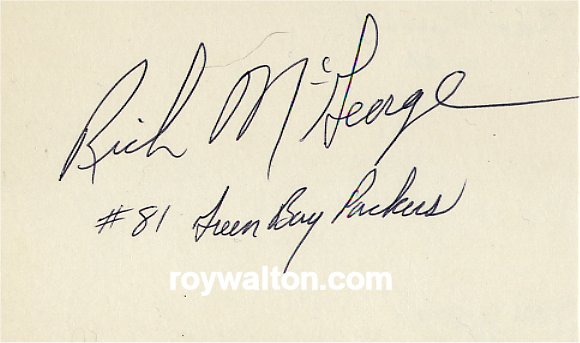 Rich McGeorge
#81 Green Bay Packers
roywalton.com